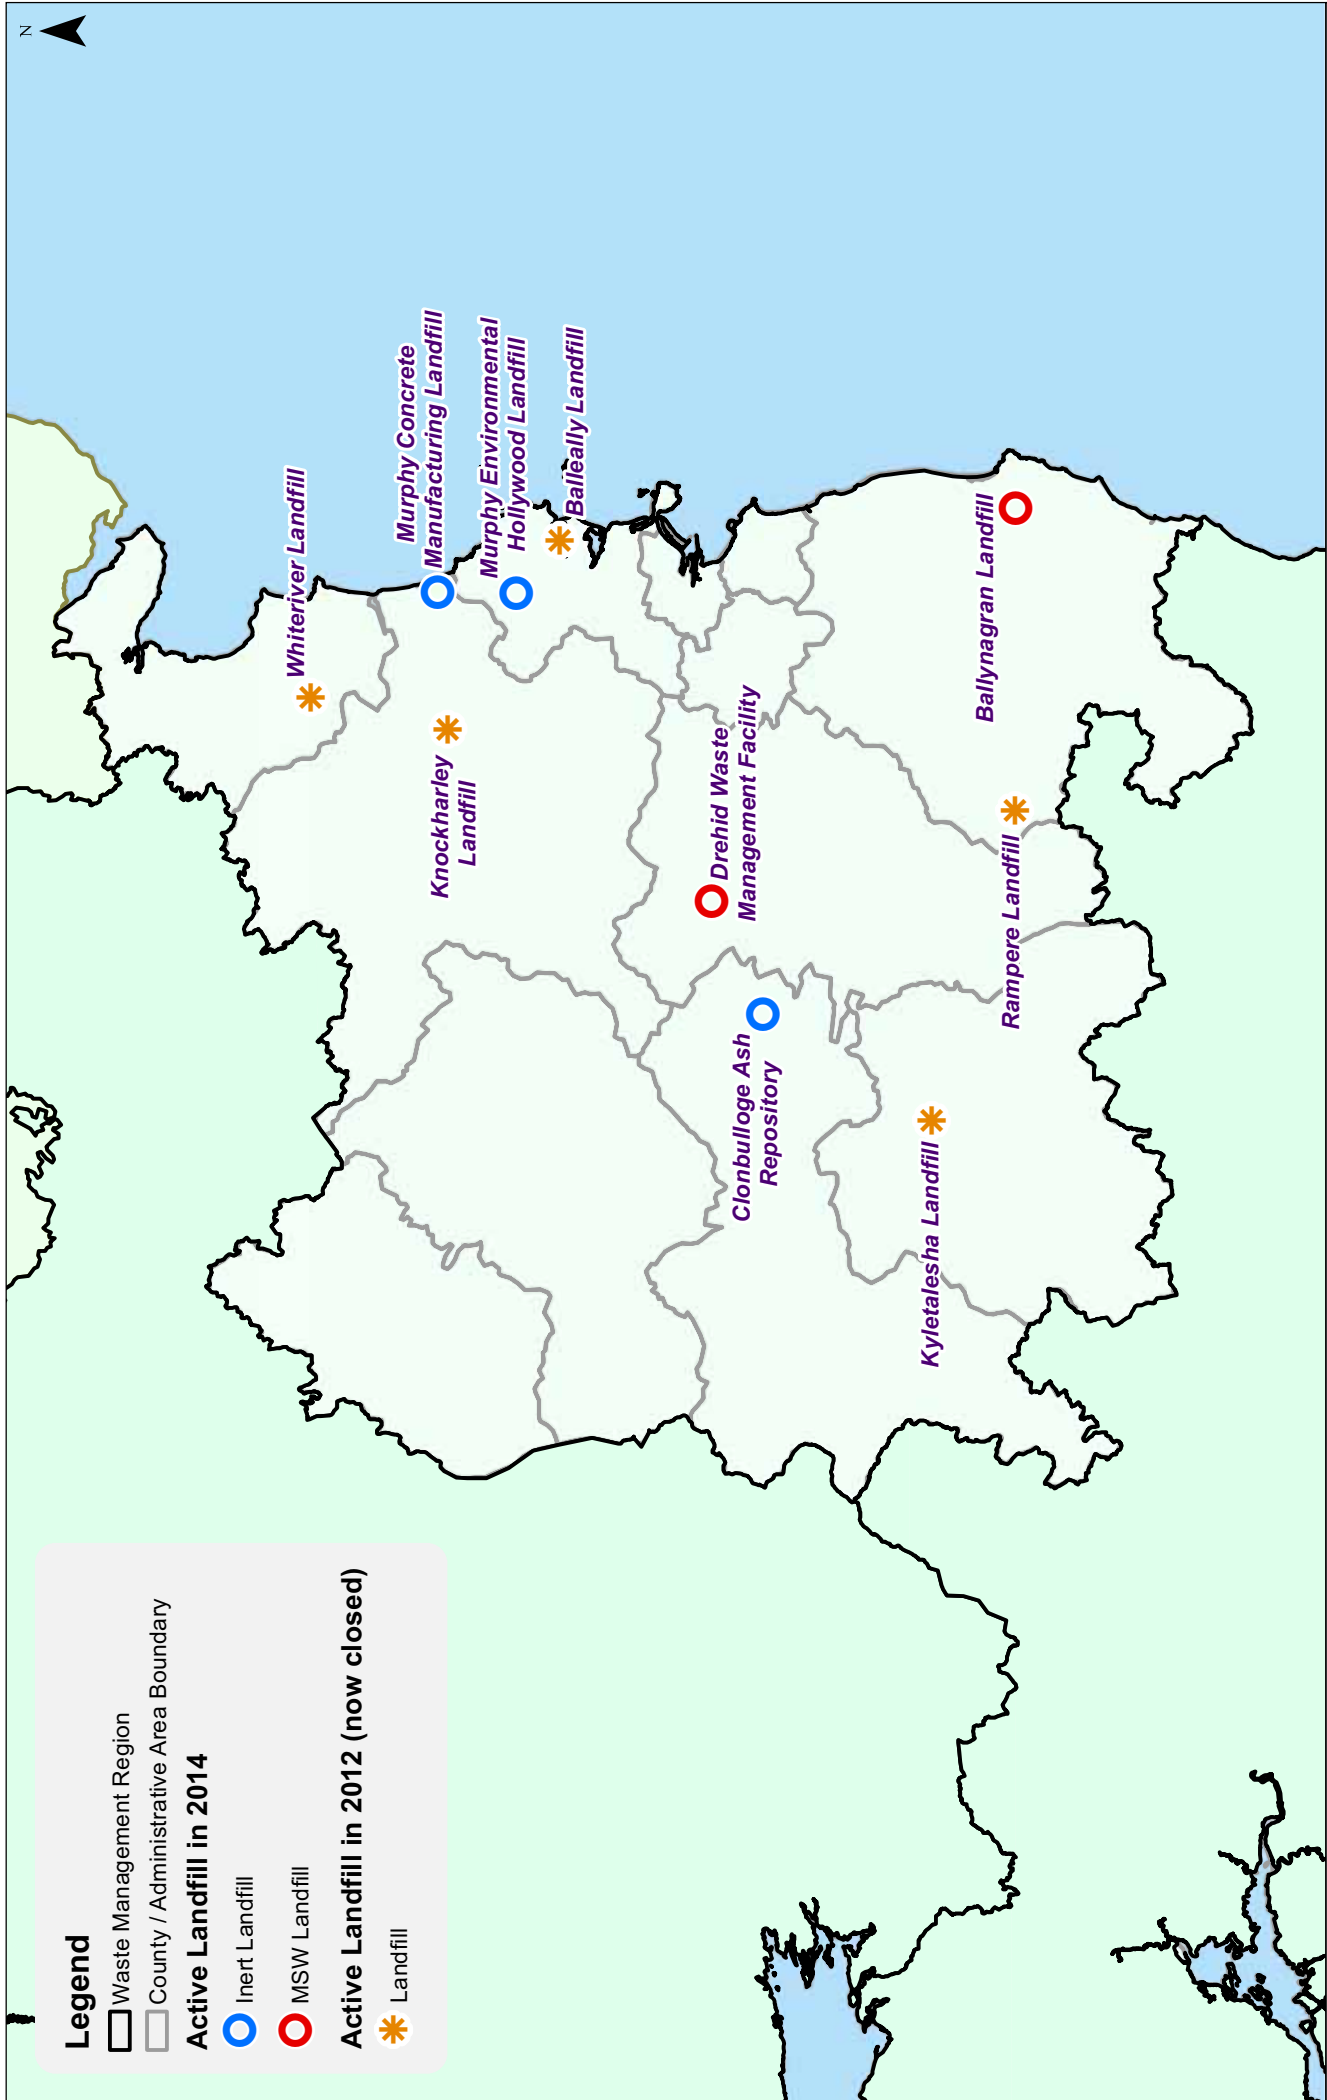 N
Whiteriver Landfill
Murphy Concrete
Manufacturing Landfill
Murphy Environmental
Hollywood Landfill
Balleally Landfill
Knockharley
Landfill
Drehid Waste
Management Facility
Clonbulloge Ash
Repository
Kyletalesha Landfill
Ballynagran Landfill
Rampere Landfill
Legend
Waste Management Region
County / Administrative Area Boundary
Active Landfill in 2014
Inert Landfill
MSW Landfill
Active Landfill in 2012 (now closed)
Landfill